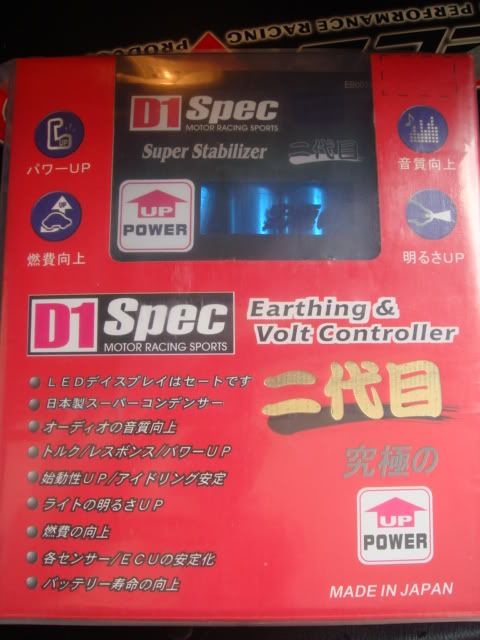 PERFORMANCE RACING
D1 Spec
MOTOR RACING SPORTS
Super Stabilizer 二代目
UP
POWER
パワーUP
燃費向上
音質向上
明るさUP
D1 Spec
MOTOR RACING SPORTS
Earthing &
Volt Controller
二代目
究極の
UP
POWER
ＬＥＤデイスプレイはセートです
日本製スーパーコンデンサー
オーディオの音質向上
トルク/レスポンス/パワーＵＰ
始動性ＵＰ/アイドリング安定
ライトの明るさＵＰ
燃費の向上
各センサー/ＥＣＵの安定化
バッテリー寿命の向上
MADE IN JAPAN